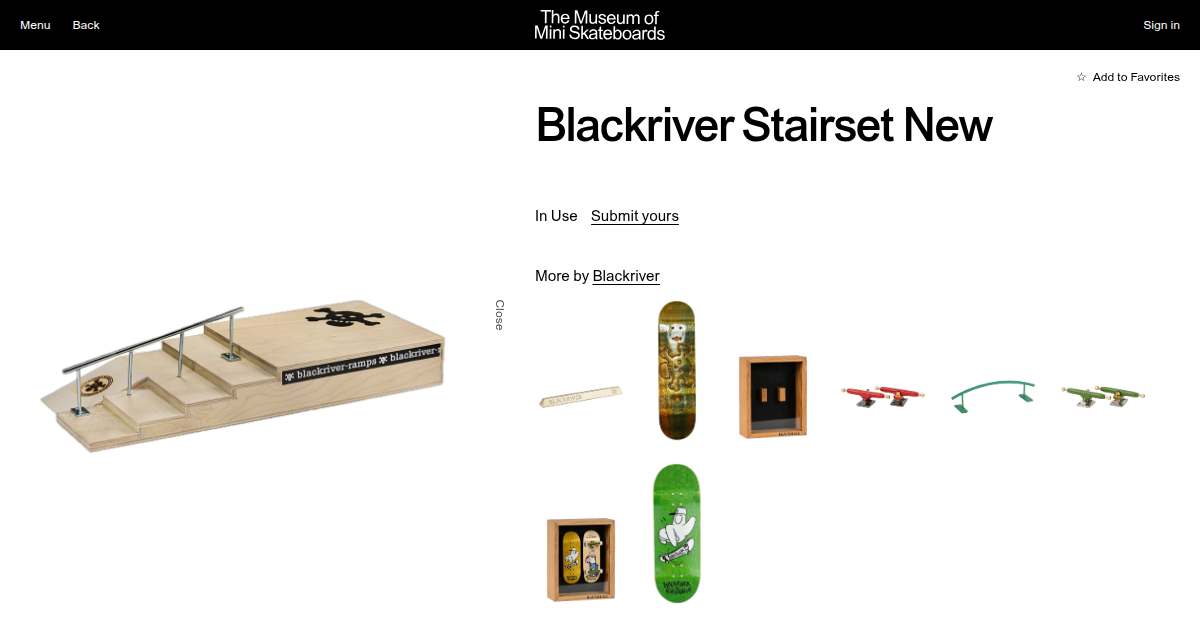 Menu
Back
The Museum of
Mini Skateboards
Sign in
☆ Add to Favorites
Blackriver Stairset New
In Use
Submit yours
More by Blackriver
Close
blackriver-ramps
blackriver-r
BLACKRIVER